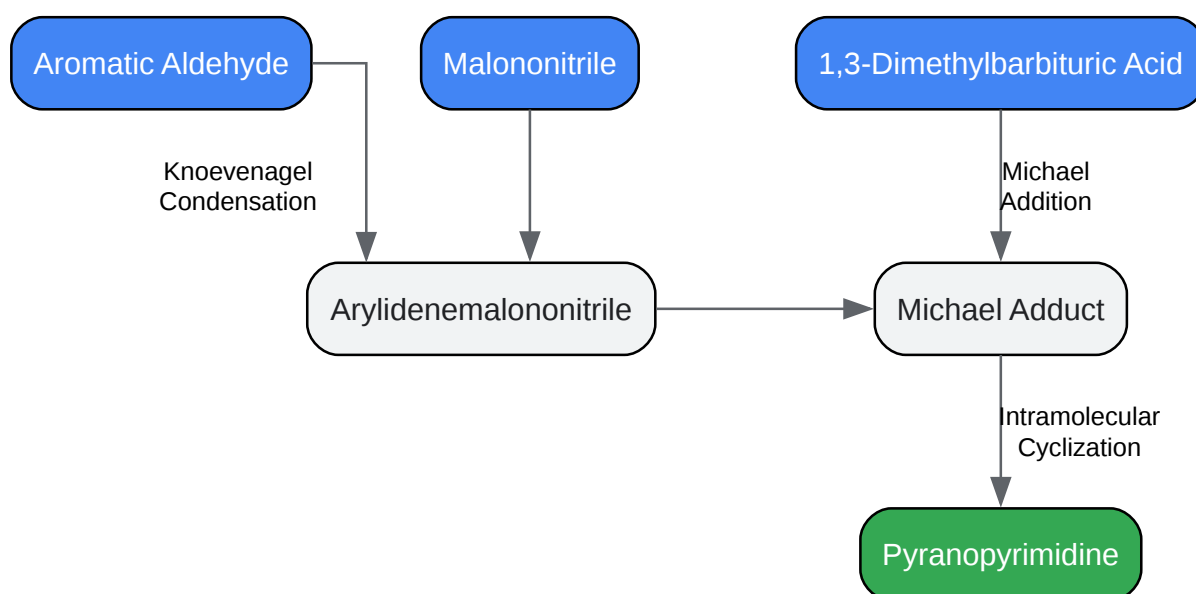 Aromatic Aldehyde
Malononitrile
1,3-Dimethylbarbituric Acid
Knoevenagel
Condensation
Michael
Addition
Arylidenemalononitrile
Michael Adduct
Intramolecular
Cyclization
Pyranopyrimidine